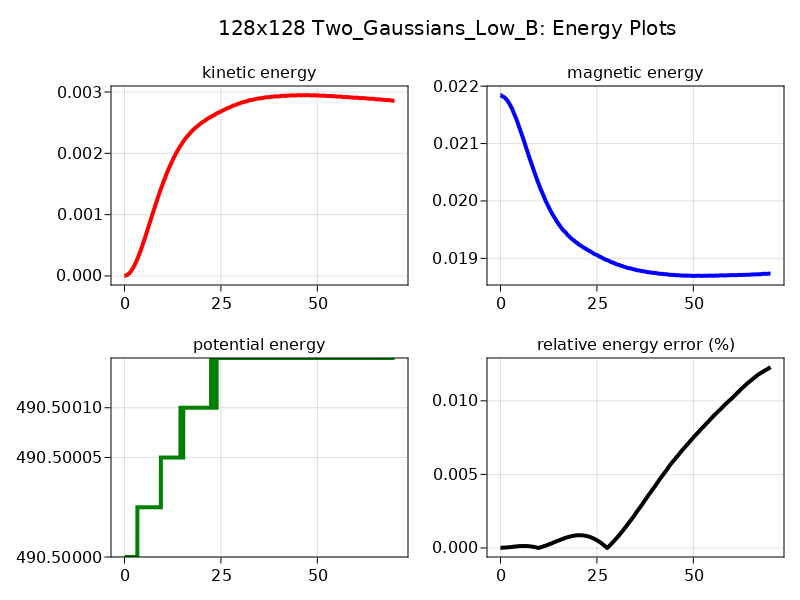 128x128 Two_Gaussians_Low_B: Energy Plots
kinetic energy
0.003
0.002
0.001
0.000
0 25 50
magnetic energy
0.022
0.021
0.020
0.019
0 25 50
potential energy
490.50010
490.50005
490.50000
0 25 50
relative energy error (%)
0.010
0.005
0.000
0 25 50